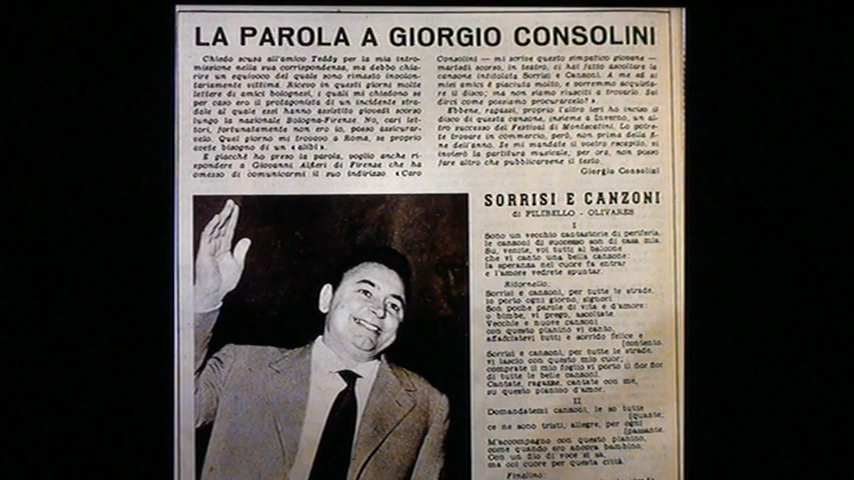 LA PAROLA A GIORGIO CONSOLINI
Chiedo scusa all'amico Teddy per la mia intro-
missione nella sua corrispondenza, ma debbo chia-
rire un equivoco del quale sono rimasto involon-
tariamente vittima. Ricevo in questi giorni molte
lettere di amici bolognesi, i quali mi chiedono se
per caso ero il protagonista di un incidente stra-
dale al quale essi hanno assistito giovedì scorso
lungo la nazionale Bologna-Firenze. No, cari let-
tori, fortunatamente non ero io, posso assicurar-
velo. Quel giorno mi trovavo a Roma, se proprio
avete bisogno di un « alibi ».
E giacché ho preso la parola, voglio anche ri-
spondere a Giovanni Alfieri di Firenze che ha
omesso di comunicarmi il suo indirizzo. «Caro
Consolini — mi scrive questo simpatico giovane —
martedì scorso, in teatro, ci hai fatto ascoltare la
canzone intitolata Sorrisi e Canzoni. A me ed ai
miei amici è piaciuta molto, e vorremmo acquista-
re il disco; ma non siamo riusciti a trovarlo. Sai
dirci come possiamo procurarcelo? ».
Ebbene, ragazzi, proprio l'altro ieri ho inciso il
disco di questa canzone, insieme a Inverno, un al-
tro successo del Festival di Montecatini. Lo potre-
te trovare in commercio, però, non prima della fi-
ne dell'anno. Se mi mandate il vostro recapito, vi
invierò la partitura musicale, per ora, non posso
fare altro che pubblicarvene il testo.
Giorgio Consolini
SORRISI E CANZONI
di FILIBELLO - OLIVARES
I
Sono un vecchio cantastorie di periferia,
le canzoni di successo son di casa mia.
Su, venite, voi tutti al balcone
che vi canto una bella canzone:
la speranza nel cuore fa entrar
e l'amore vedrete spuntar.
Ritornello:
Sorrisi e canzoni, per tutte le strade,
io porto ogni giorno, signori
Son poche parole di vita e d'amore:
o bimbe, vi prego, ascoltate.
Vecchie e nuove canzoni
con questo pianino vi canto,
affacciatevi tutti e sorrido felice e
[contento.
Sorrisi e canzoni, per tutte le strade,
vi lascio con questo mio cuor;
comprate il mio foglio vi porto il fior fior
di tutte le belle canzoni.
Cantate, ragazze, cantate con me,
su questo pianino d'amor.
II
Domandatemi canzoni, le so tutte
[quante,
ce ne sono tristi, allegre, per ogni
[passante.
M'accompagno con questo pianino,
come quando ero ancora bambino.
Con un filo di voce si sa,
ma col cuore per questa città.
Finalino: